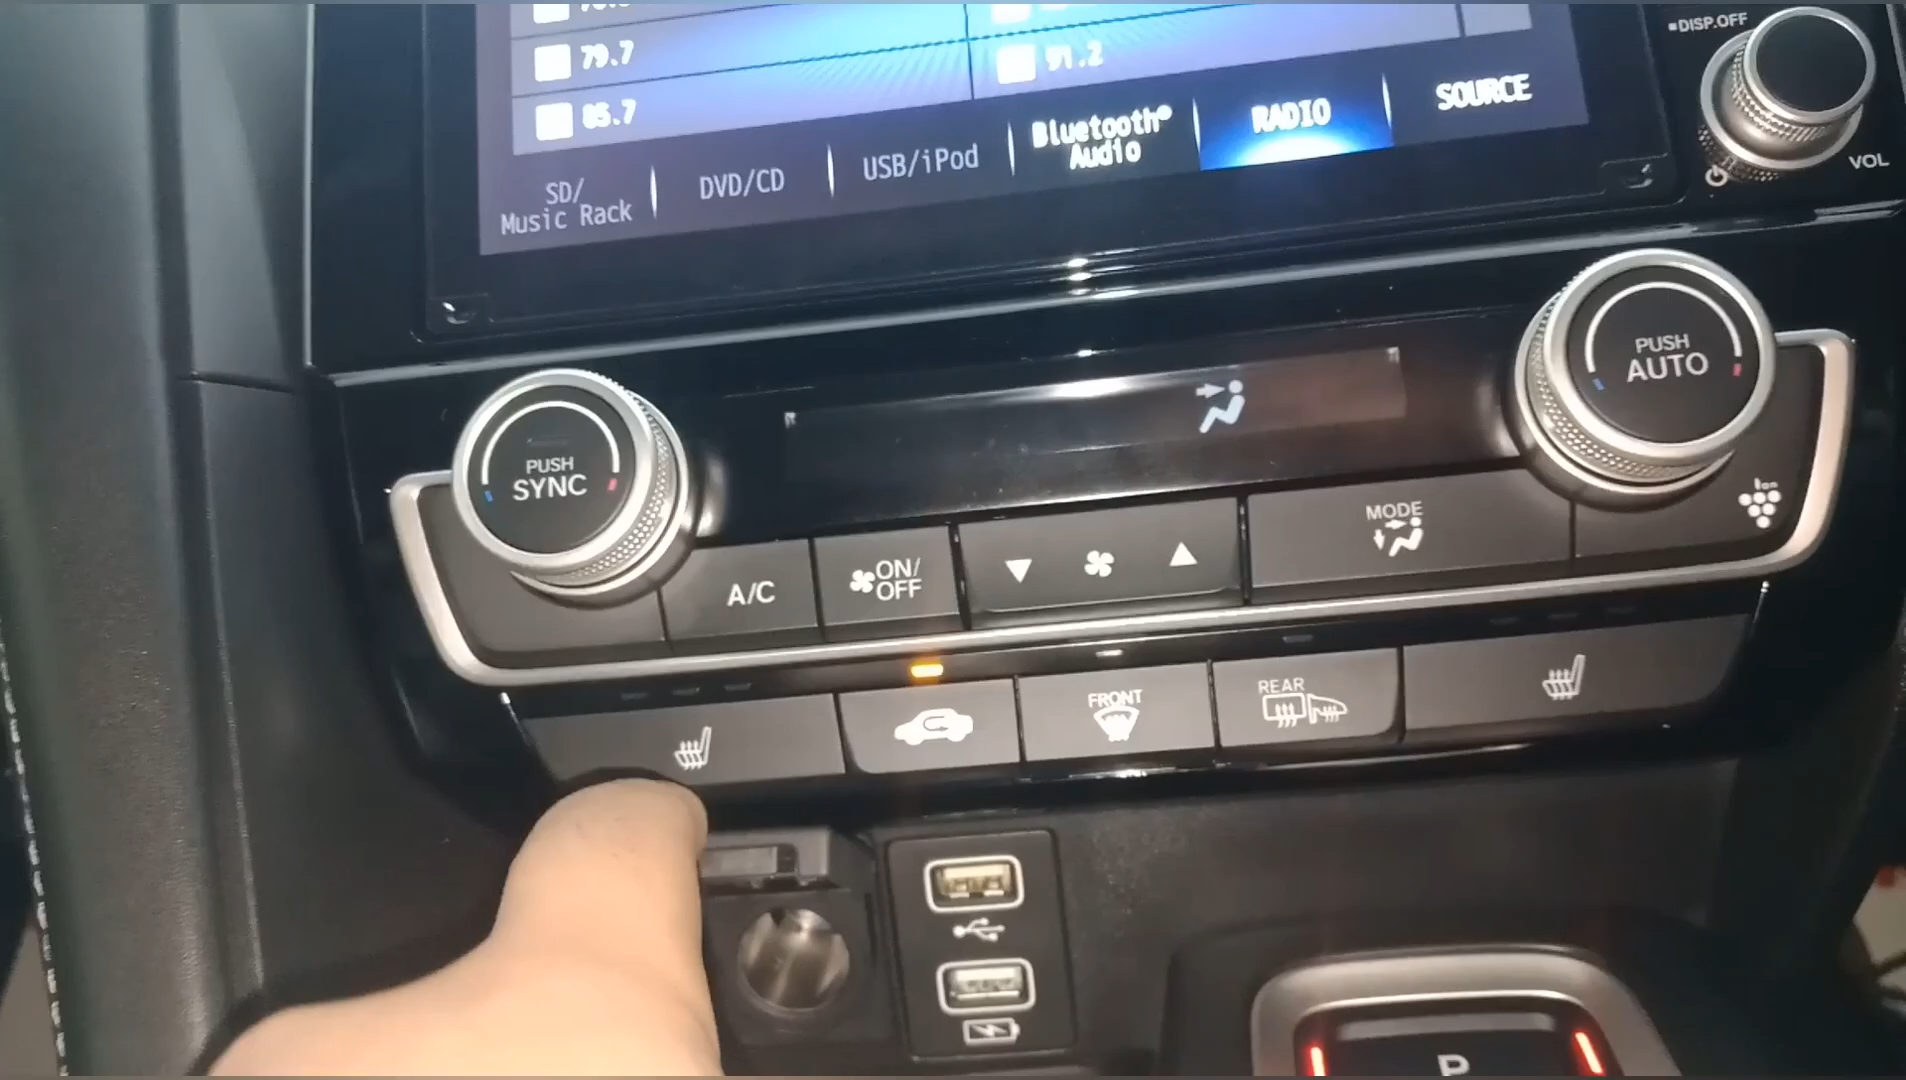 79.7
91.2
85.7
SD/
Music Rack
DVD/CD
USB/iPod
Bluetooth®
Audio
RADIO
SOURCE
DISP.OFF
VOL
PUSH
SYNC
PUSH
AUTO
A/C
ON/
OFF
MODE
FRONT
REAR
P